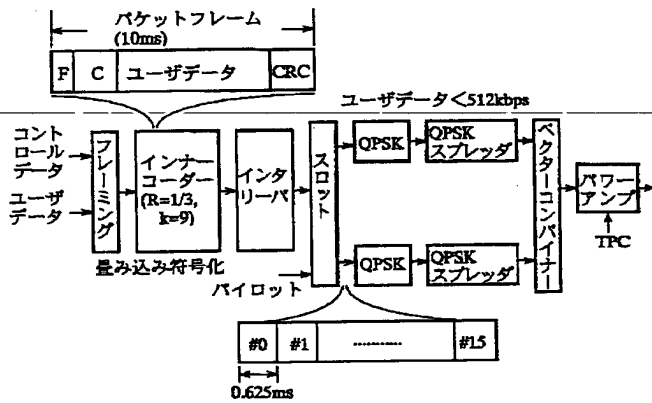 パケットフレーム
(10ms)
F
C
ユーザデータ
CRC
ユーザデータ<512kbps
コント
ロールデータ
ユーザ
データ
フレーミング
インナー
コーダー
(R=1/3,
k=9)
畳み込み符号化
インタ
リーバ
パイロット
スロット
QPSK
QPSK
スプレッダ
QPSK
QPSK
スプレッダ
ベクターコンバイナー
パワー
アンプ
TPC
#0
#1
............
#15
0.625ms